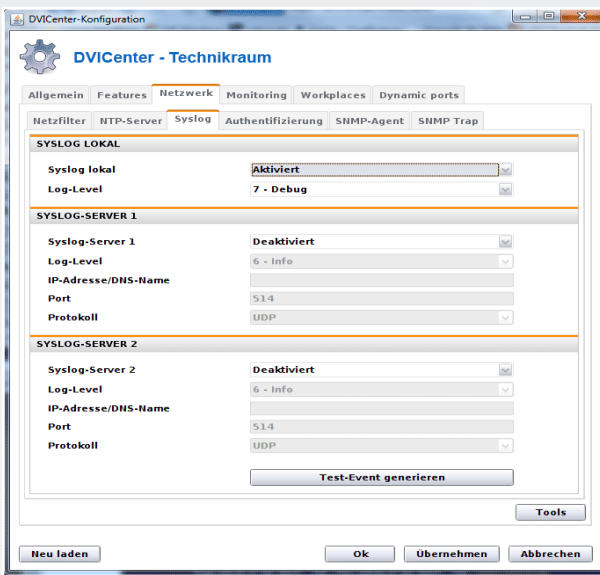 DVICenter-Konfiguration
DVICenter - Technikraum
Allgemein Features Netzwerk Monitoring Workplaces Dynamic ports
Netzfilter NTP-Server Syslog Authentifizierung SNMP-Agent SNMP Trap
SYSLOG LOKAL
Syslog lokal Aktiviert
Log-Level 7 - Debug
SYSLOG-SERVER 1
Syslog-Server 1 Deaktiviert
Log-Level 6 - Info
IP-Adresse/DNS-Name
Port 514
Protokoll UDP
SYSLOG-SERVER 2
Syslog-Server 2 Deaktiviert
Log-Level 6 - Info
IP-Adresse/DNS-Name
Port 514
Protokoll UDP
Test-Event generieren
Tools
Neu laden Ok Übernehmen Abbrechen